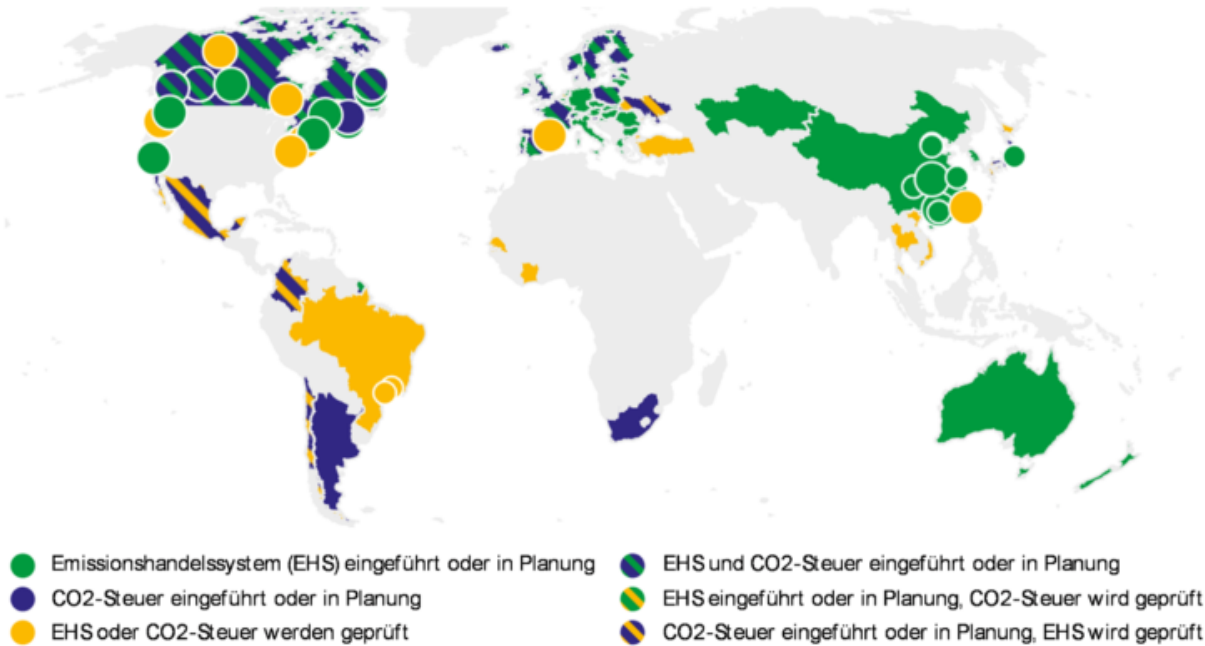 Emissionshandelssystem (EHS) eingeführt oder in Planung
CO2-Steuer eingeführt oder in Planung
EHS oder CO2-Steuer werden geprüft
EHS und CO2-Steuer eingeführt oder in Planung
EHS eingeführt oder in Planung, CO2-Steuer wird geprüft
CO2-Steuer eingeführt oder in Planung, EHS wird geprüft